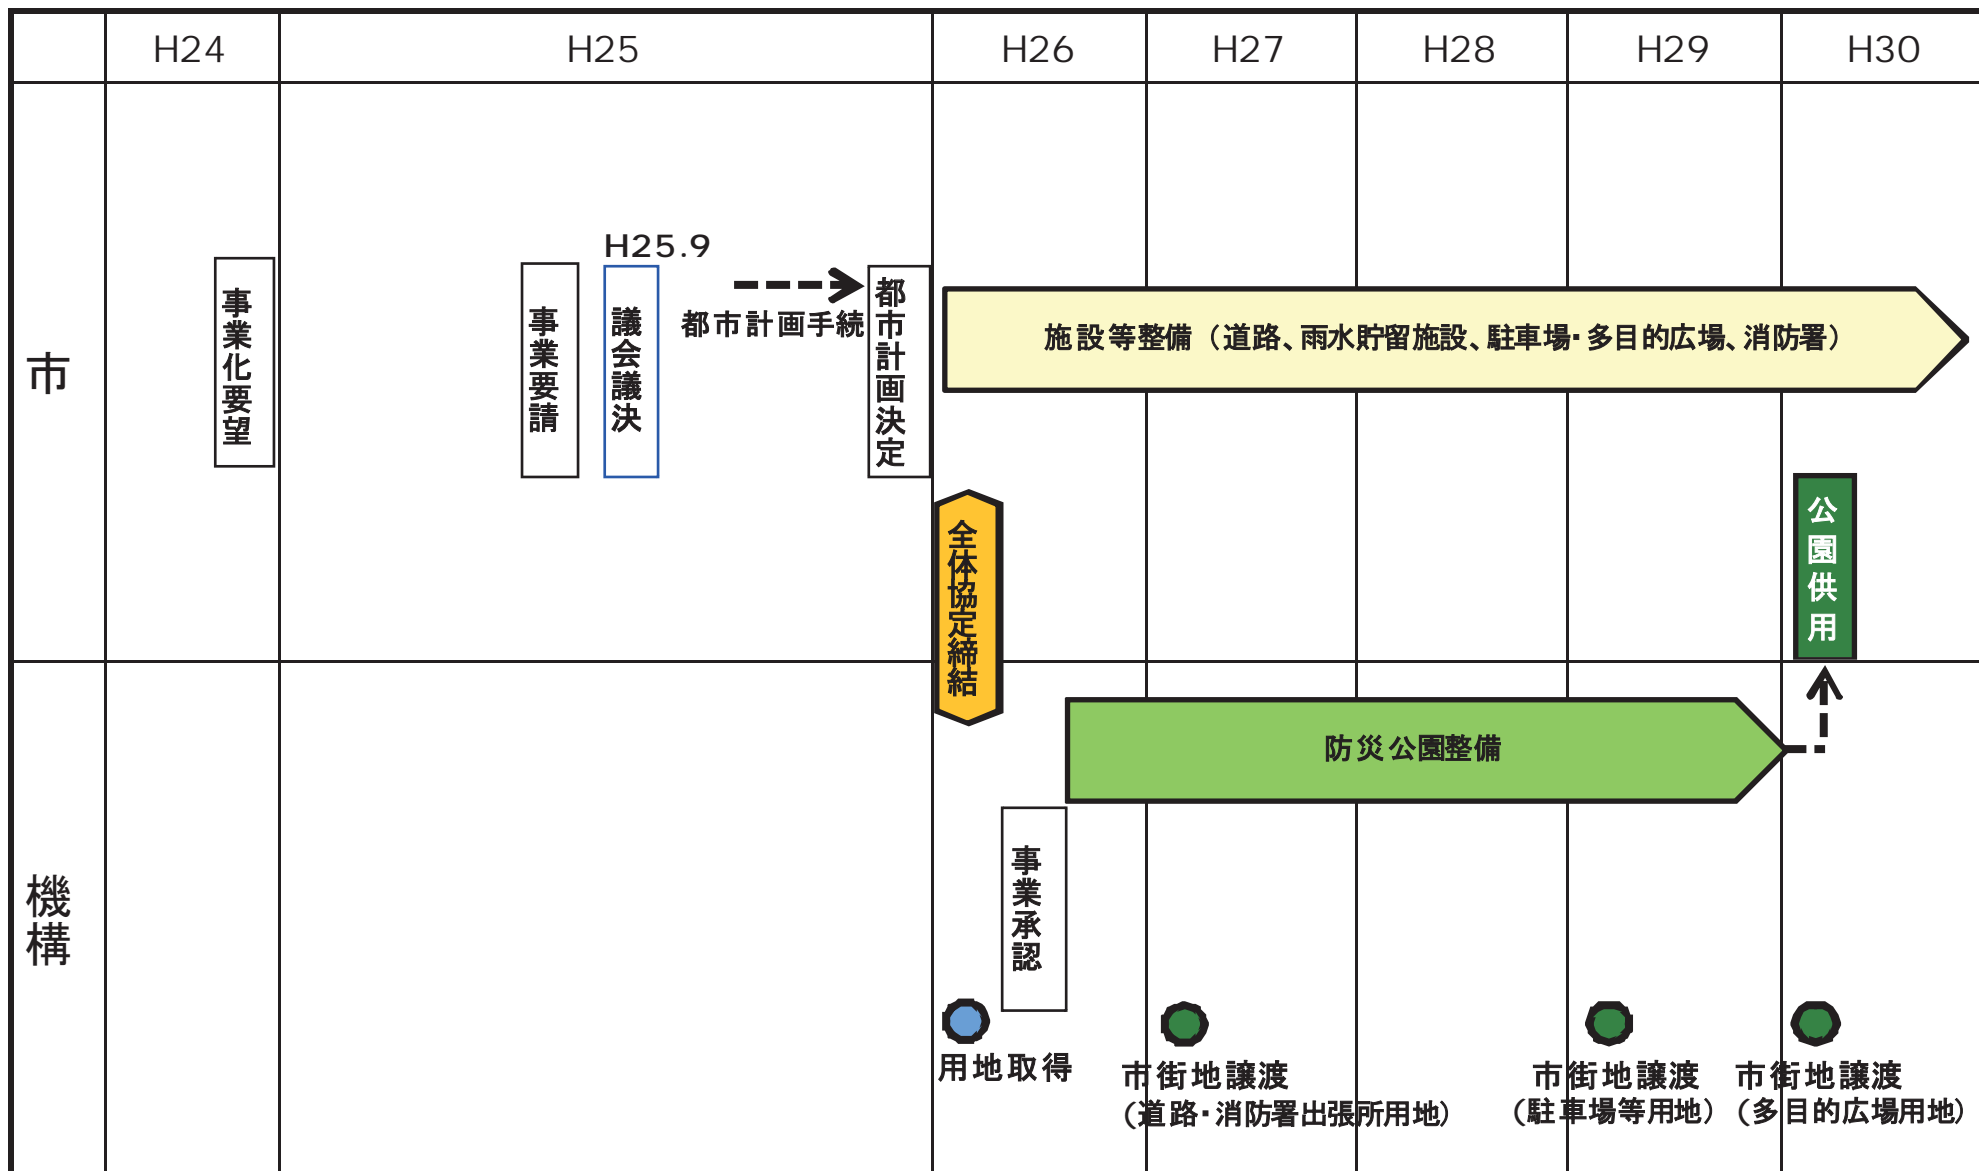 H24 H25 H26 H27 H28 H29 H30
市
事業化要望
事業要請
H25.9
議会議決
都市計画手続
都市計画決定
施設等整備（道路、雨水貯留施設、駐車場・多目的広場、消防署）
全体協定締結
公園供用
機構
防災公園整備
事業承認
用地取得
市街地譲渡
（道路・消防署出張所用地）
市街地譲渡
（駐車場等用地）
市街地譲渡
（多目的広場用地）